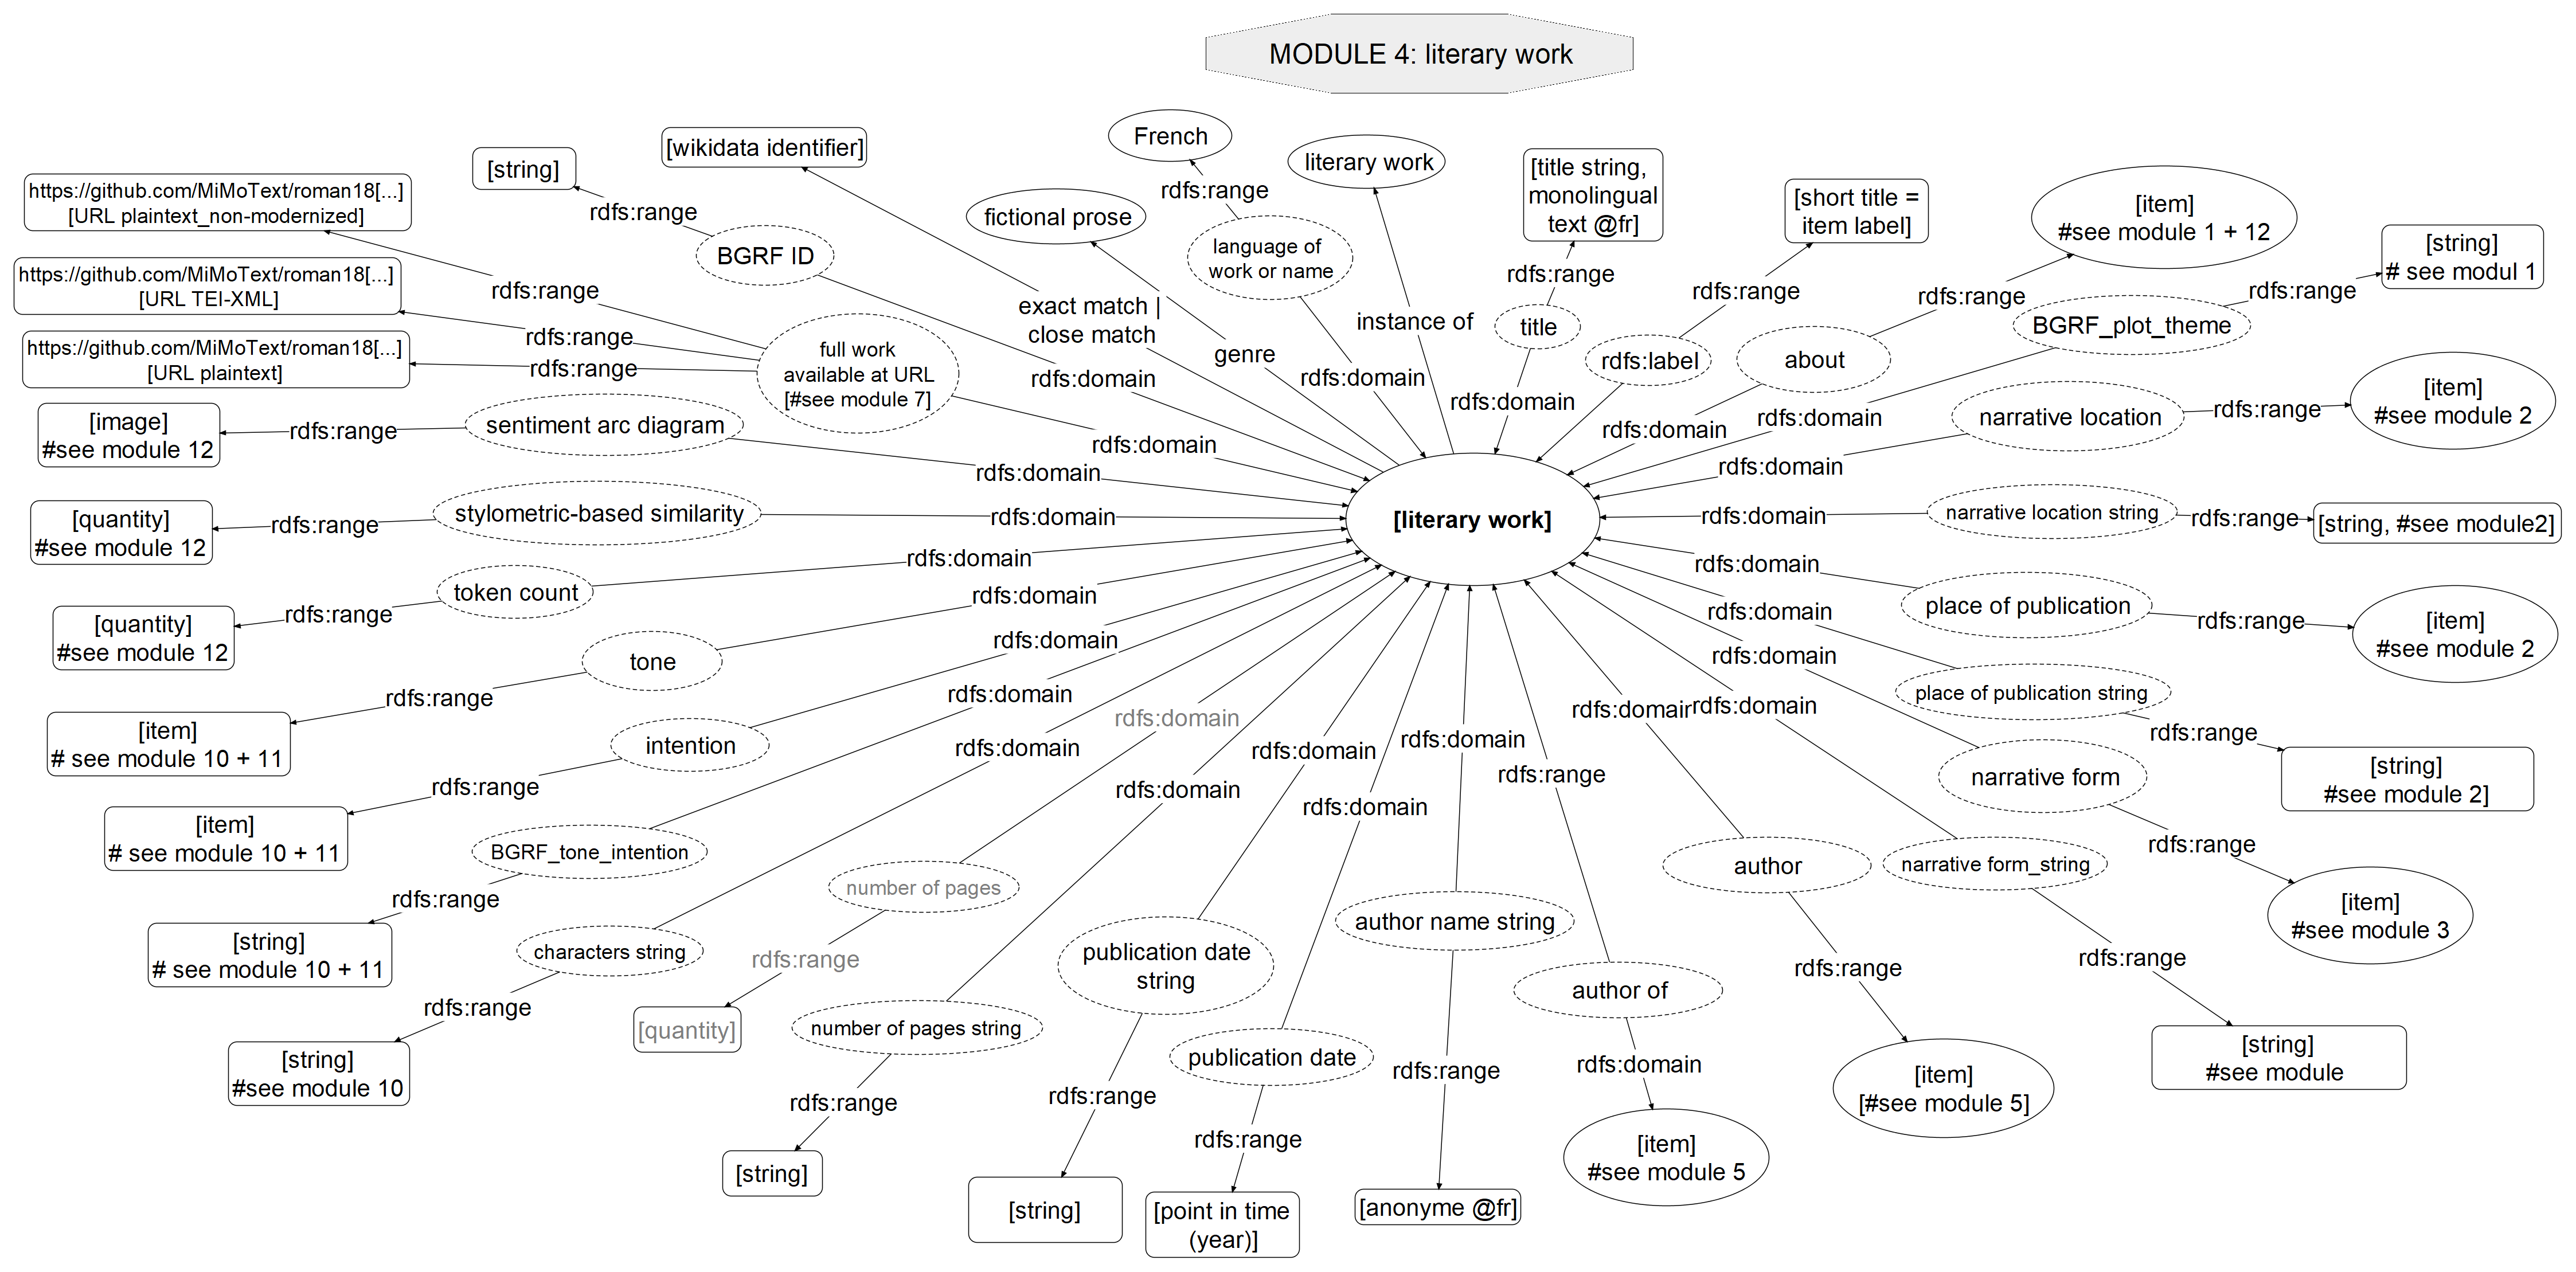 MODULE 4: literary work
French
literary work
[wikidata identifier]
[string]
https://github.com/MiMoText/roman18[...]
[URL plaintext_non-modernized]
https://github.com/MiMoText/roman18[...]
[URL TEI-XML]
https://github.com/MiMoText/roman18[...]
[URL plaintext]
rdfs:range
BGRF ID
rdfs:range
rdfs:range
rdfs:range
full work
available at URL
[#see module 7]
fictional prose
exact match |
close match
rdfs:domain
genre
rdfs:range
language of
work or name
rdfs:domain
instance of
[title string,
monolingual
text @fr]
rdfs:range
title
rdfs:domain
[short title =
item label]
rdfs:range
rdfs:label
[item]
#see module 1 + 12
rdfs:range
about
rdfs:domain
[string]
# see modul 1
rdfs:range
BGRF_plot_theme
rdfs:domain
[item]
#see module 2
rdfs:range
narrative location
rdfs:domain
[image]
#see module 12
rdfs:range
sentiment arc diagram
rdfs:domain
rdfs:domain
[quantity]
#see module 12
rdfs:range
stylometric-based similarity
rdfs:domain
[literary work]
rdfs:domain
narrative location string
rdfs:range
[string, #see module2]
[quantity]
#see module 12
rdfs:range
token count
rdfs:domain
rdfs:domain
place of publication
rdfs:range
[item]
#see module 2
[item]
# see module 10 + 11
rdfs:range
tone
rdfs:domain
rdfs:domain
place of publication string
rdfs:range
[string]
#see module 2]
[item]
# see module 10 + 11
rdfs:range
intention
rdfs:domain
rdfs:domain
narrative form
rdfs:range
[item]
#see module 3
[string]
# see module 10 + 11
rdfs:range
BGRF_tone_intention
rdfs:domain
rdfs:domain
narrative form_string
rdfs:range
[string]
#see module
[string]
#see module 10
rdfs:range
characters string
rdfs:domain
rdfs:domain
number of pages
rdfs:range
[quantity]
rdfs:domain
number of pages string
rdfs:range
[string]
rdfs:domain
publication date
string
rdfs:range
[string]
rdfs:domain
publication date
rdfs:range
[point in time
(year)]
rdfs:domain
author name string
rdfs:range
[anonyme @fr]
rdfs:range
author of
rdfs:domain
[item]
#see module 5
rdfs:domain
author
rdfs:range
[item]
[#see module 5]